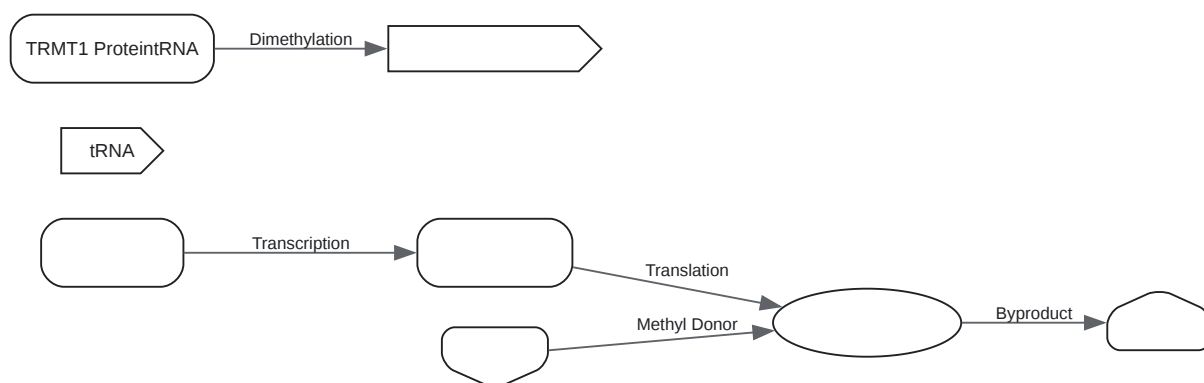 TRMT1 ProteintRNA
Dimethylation
tRNA
Transcription
Translation
Methyl Donor
Byproduct